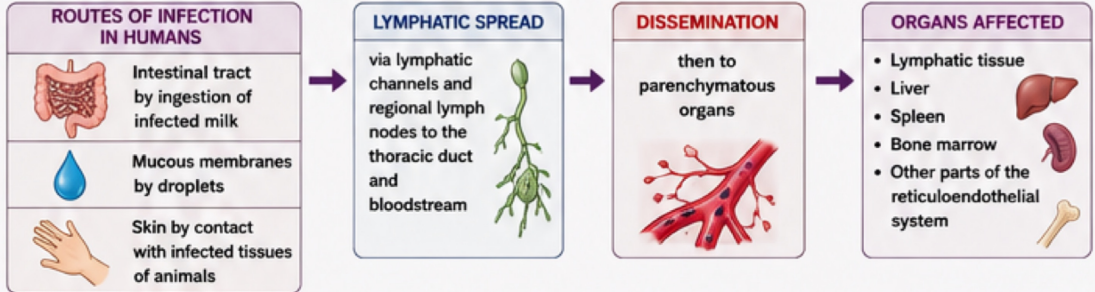 ROUTES OF INFECTION
IN HUMANS
Intestinal tract
by ingestion of
infected milk
Mucous membranes
by droplets
Skin by contact
with infected tissues
of animals
LYMPHATIC SPREAD
via lymphatic
channels and
regional lymph
nodes to the
thoracic duct
and
bloodstream
DISSEMINATION
then to
parenchymatous
organs
ORGANS AFFECTED
• Lymphatic tissue
• Liver
• Spleen
• Bone marrow
• Other parts of the
reticuloendothelial
system